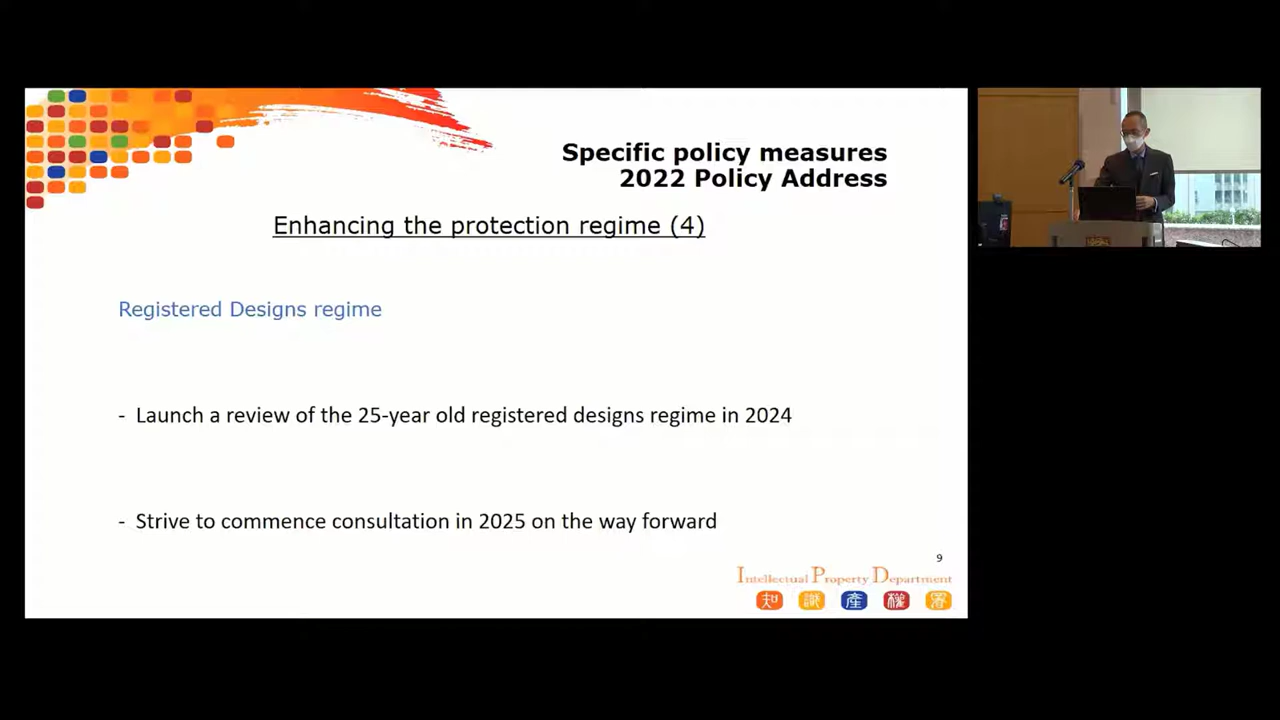 Specific policy measures
2022 Policy Address
Enhancing the protection regime (4)
Registered Designs regime
- Launch a review of the 25-year old registered designs regime in 2024
- Strive to commence consultation in 2025 on the way forward
9
Intellectual Property Department
知識產權署